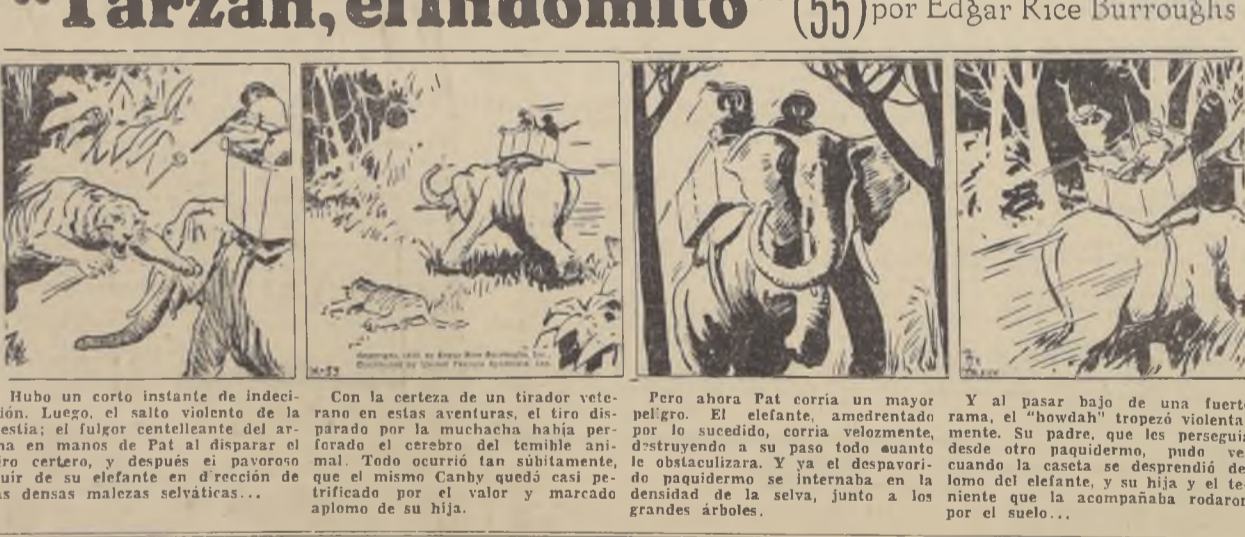 "Tarzan, el Indómito" (55) por Edgar Rice Burroughs
Hubo un corto instante de indeci-
ión. Luego, el salto violento de la
estia; el fulgor centelleante del ar-
na en manos de Pat al disparar el
iro certero, y después el pavoroso
uir de su elefante en d rección de
as densas malezas selváticas...
Con la certeza de un tirador vete-
rano en estas aventuras, el tiro dis-
parado por la muchacha había per-
forado el cerebro del temible ani-
mal. Todo ocurrió tan súbitamente,
que el mismo Canby quedó casi pe-
trificado por el valor y marcado
aplomo de su hija.
Pero ahora Pat corría un mayor
peligro. El elefante, amedrentado
por lo sucedido, corria velozmente,
destruyendo a su paso todo cuanto
le obstaculizara. Y ya el despavori-
do paquidermo se internaba en la
densidad de la selva, junto a los
grandes árboles.
Y al pasar bajo de una fuerte
rama, el "howdah" tropezó violenta-
mente. Su padre, que les perseguía
desde otro paquidermo, pudo ve
cuando la caseta se desprendió de
lomo del elefante, y su hija y el te-
niente que la acompañaba rodaron
por el suelo...